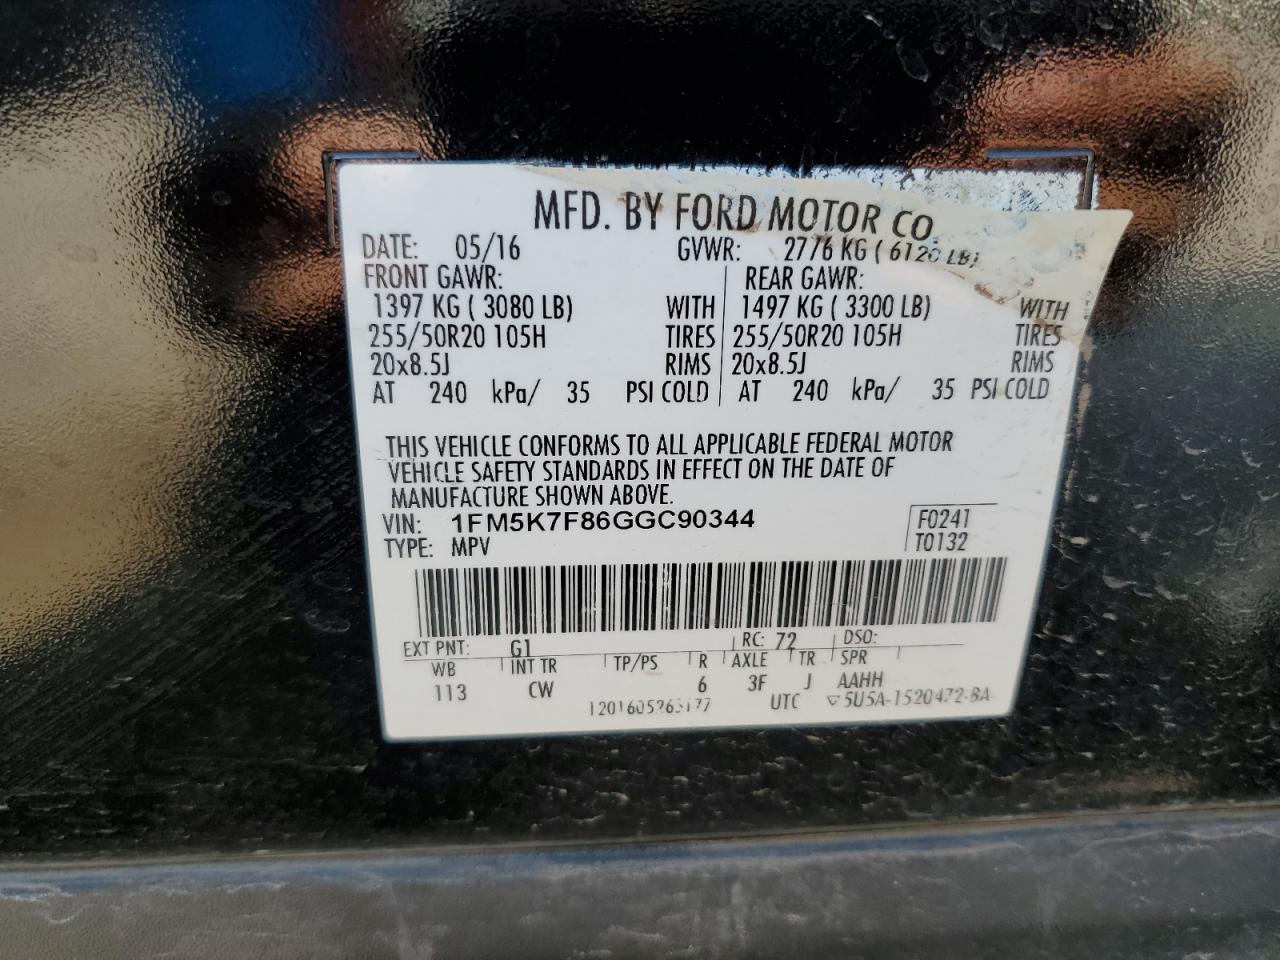 MFD. BY FORD MOTOR CO
DATE: 05/16 GVWR: 2776 KG ( 6120 LB)
FRONT GAWR: REAR GAWR:
1397 KG ( 3080 LB) WITH 1497 KG ( 3300 LB) WITH
255/50R20 105H TIRES 255/50R20 105H TIRES
20x8.5J RIMS 20x8.5J RIMS
AT 240 kPa/ 35 PSI COLD AT 240 kPa/ 35 PSI COLD
THIS VEHICLE CONFORMS TO ALL APPLICABLE FEDERAL MOTOR
VEHICLE SAFETY STANDARDS IN EFFECT ON THE DATE OF
MANUFACTURE SHOWN ABOVE.
VIN: 1FM5K7F86GGC90344 F0241
TYPE: MPV T0132
EXT PNT: G1 RC: 72 DSO:
WB INT TR TP/PS R AXLE TR SPR
113 CW 6 3F J AAHH
UTC ▽5U5A-1520472-BA